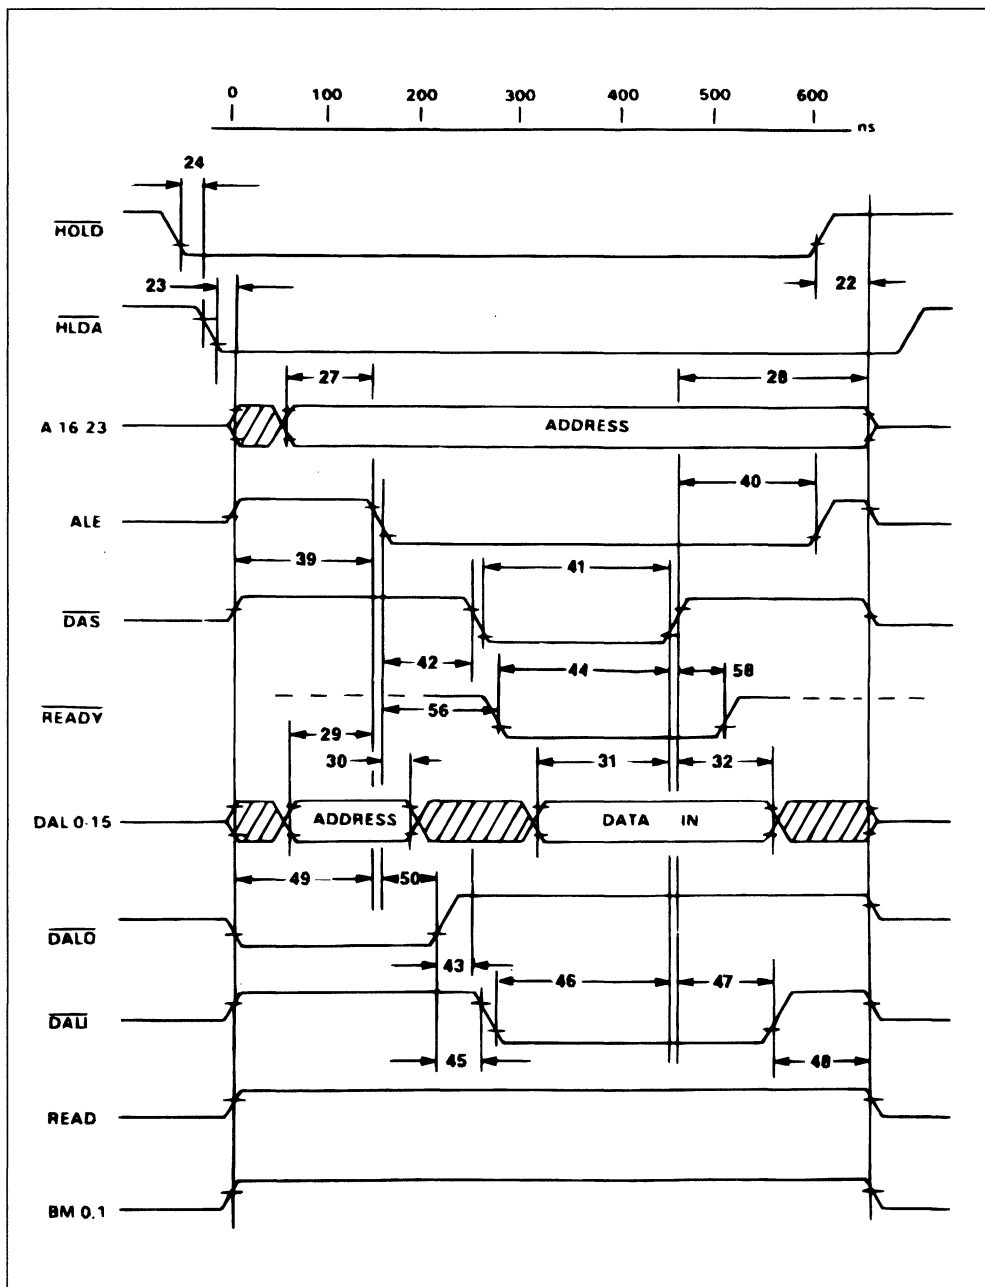 0 100 200 300 400 500 600
ns
24
HOLD
23 22
HLDA
27 28
A 16 23 ADDRESS
40
ALE
39 41
DAS
42 44 58
56
READY
29
30 31 32
DAL 0-15 ADDRESS DATA IN
49 50
DALO
43 46 47
DALI
45 48
READ
BM 0.1